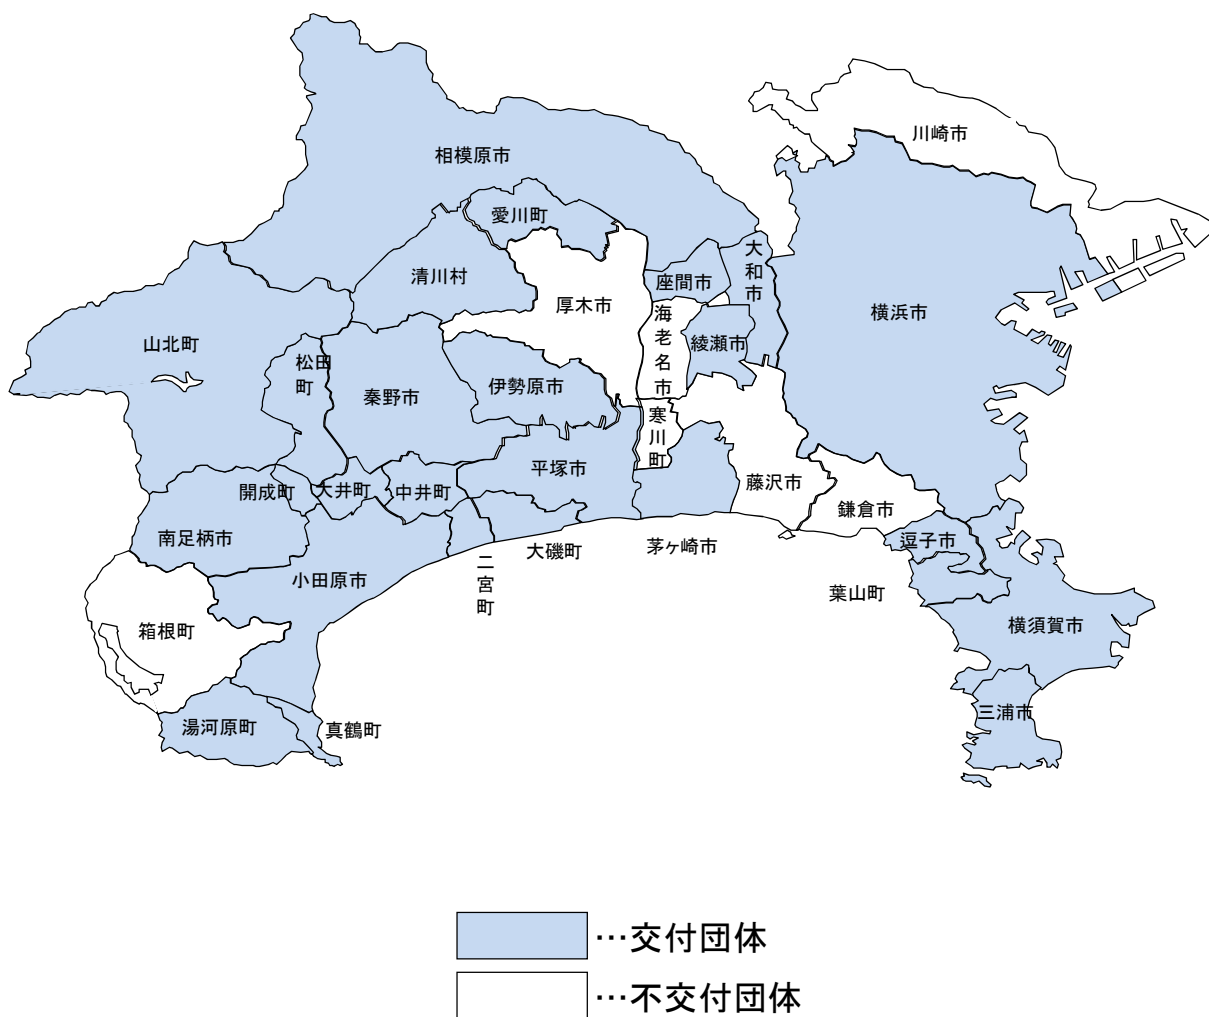 川崎市
相模原市
愛川町
大和市
清川村
座間市
厚木市
横浜市
海老名市
山北町
綾瀬市
松田町
秦野市
伊勢原市
寒川町
平塚市
藤沢市
開成町
大井町
中井町
鎌倉市
南足柄市
逗子市
大磯町
茅ヶ崎市
小田原市
二宮町
葉山町
箱根町
横須賀市
三浦市
湯河原町
真鶴町
…交付団体
…不交付団体